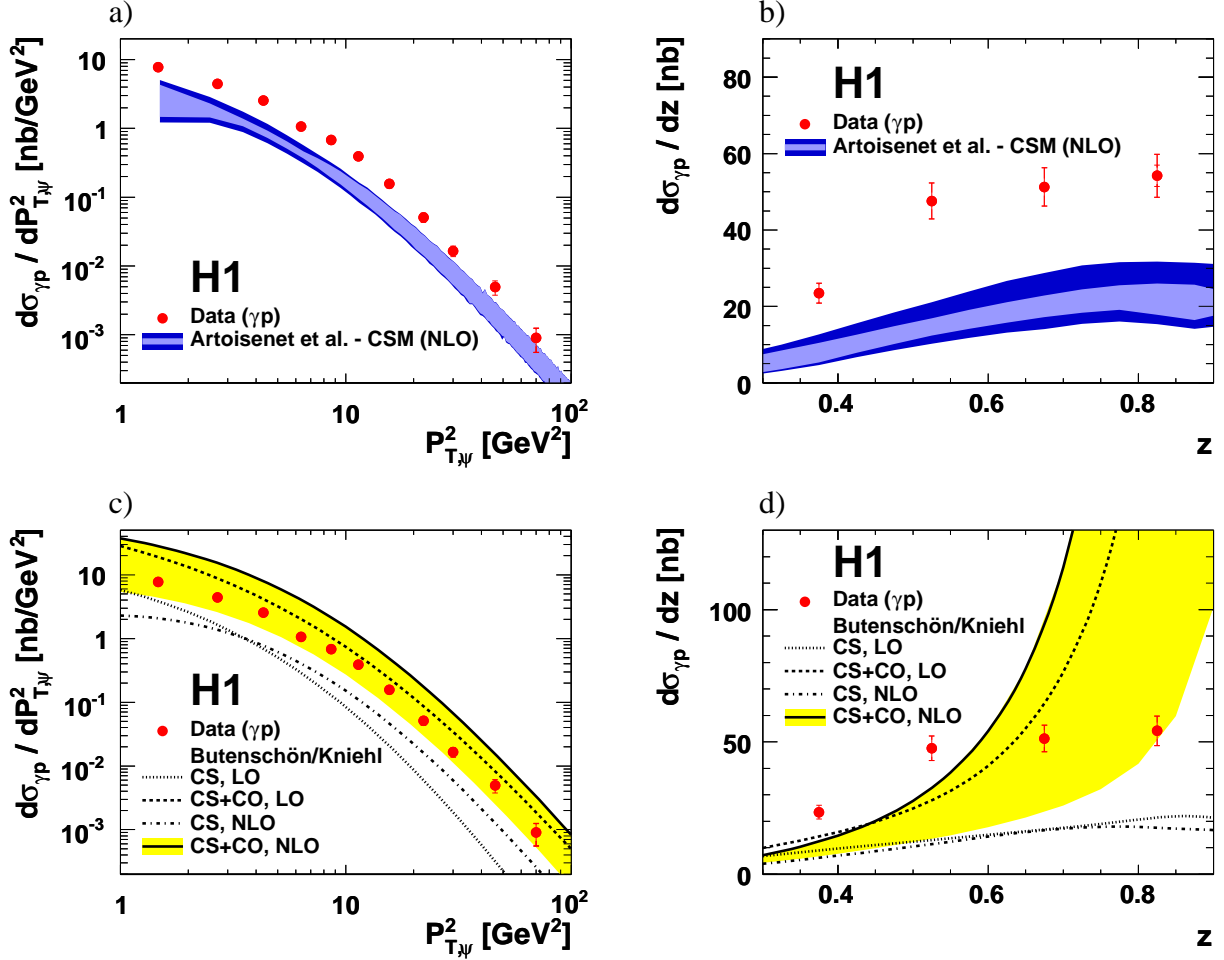 a)
dσγp / dP²T,ψ [nb/GeV²]
10
1
10⁻¹
10⁻²
10⁻³
H1
Data (γp)
Artoisenet et al. - CSM (NLO)
1
10
10²
P²T,ψ [GeV²]
b)
dσγp / dz [nb]
80
60
40
20
0
H1
Data (γp)
Artoisenet et al. - CSM (NLO)
0.4
0.6
0.8
z
c)
dσγp / dP²T,ψ [nb/GeV²]
10
1
10⁻¹
10⁻²
10⁻³
H1
Data (γp)
Butenschön/Kniehl
CS, LO
CS+CO, LO
CS, NLO
CS+CO, NLO
1
10
10²
P²T,ψ [GeV²]
d)
dσγp / dz [nb]
100
50
0
H1
Data (γp)
Butenschön/Kniehl
CS, LO
CS+CO, LO
CS, NLO
CS+CO, NLO
0.4
0.6
0.8
z